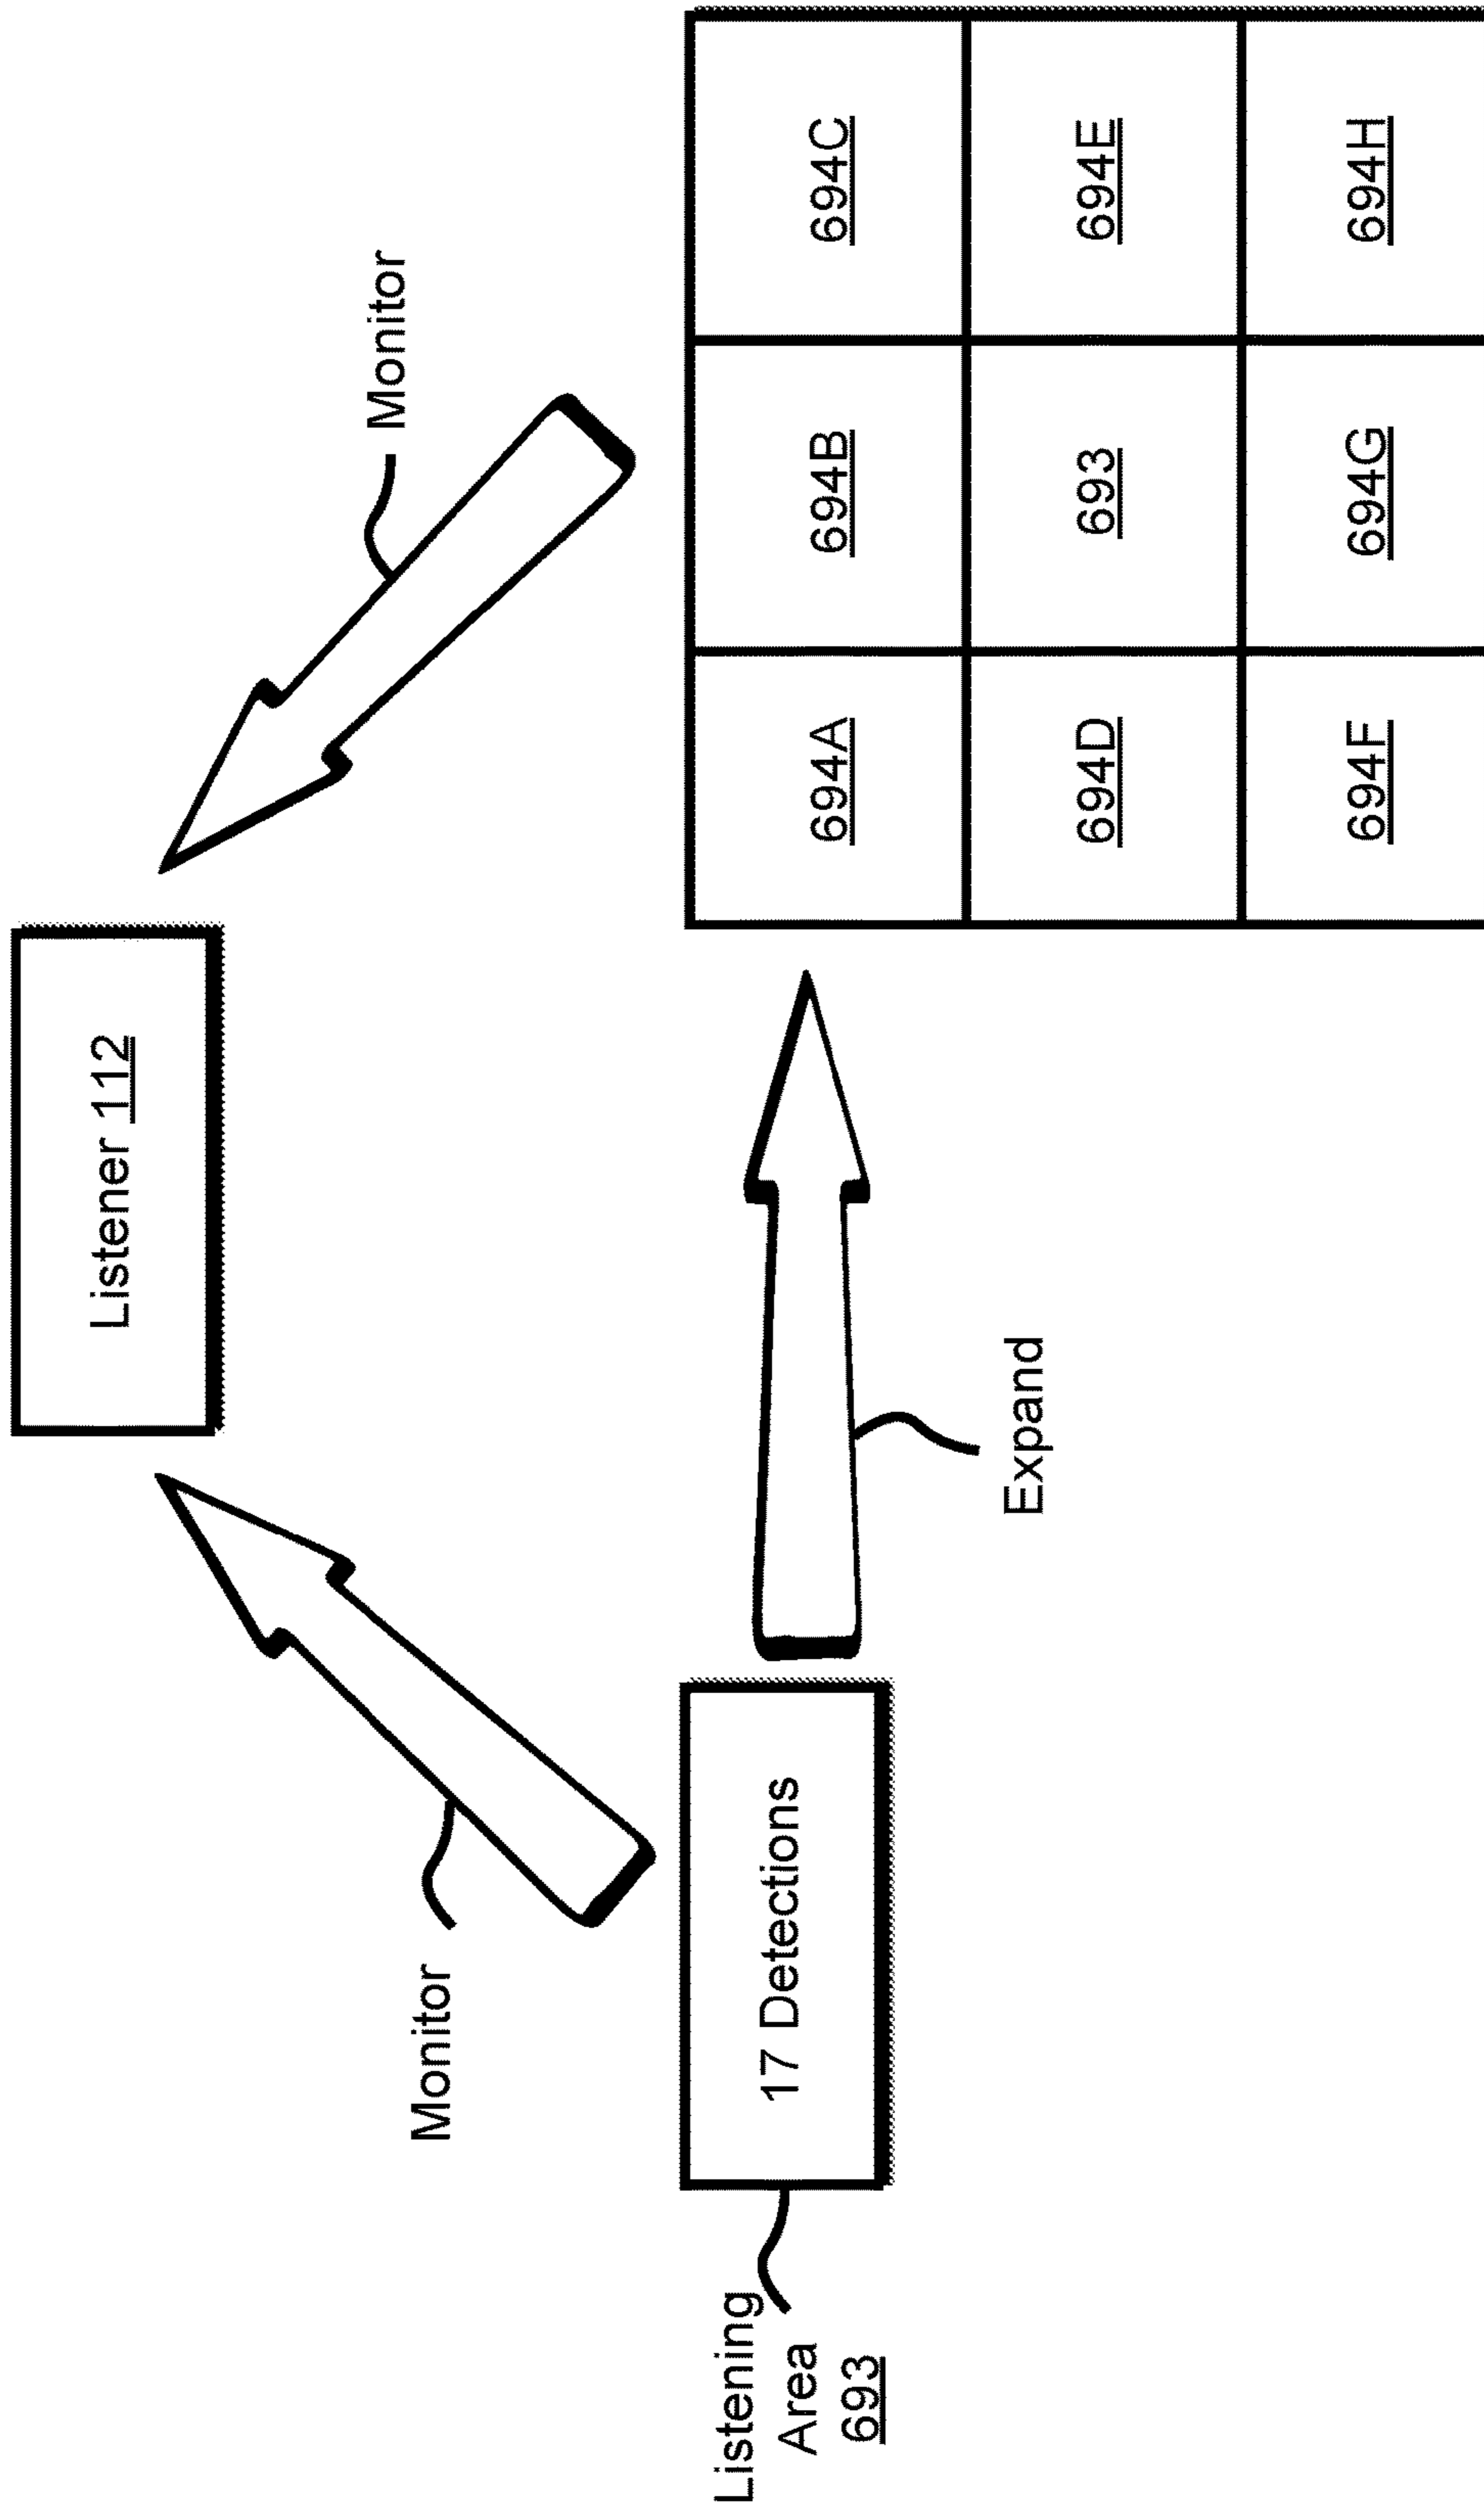 Listener 112
Monitor
Monitor
Listening
Area
693
17 Detections
Expand
694A
694B
694C
694D
693
694E
694F
694G
694H